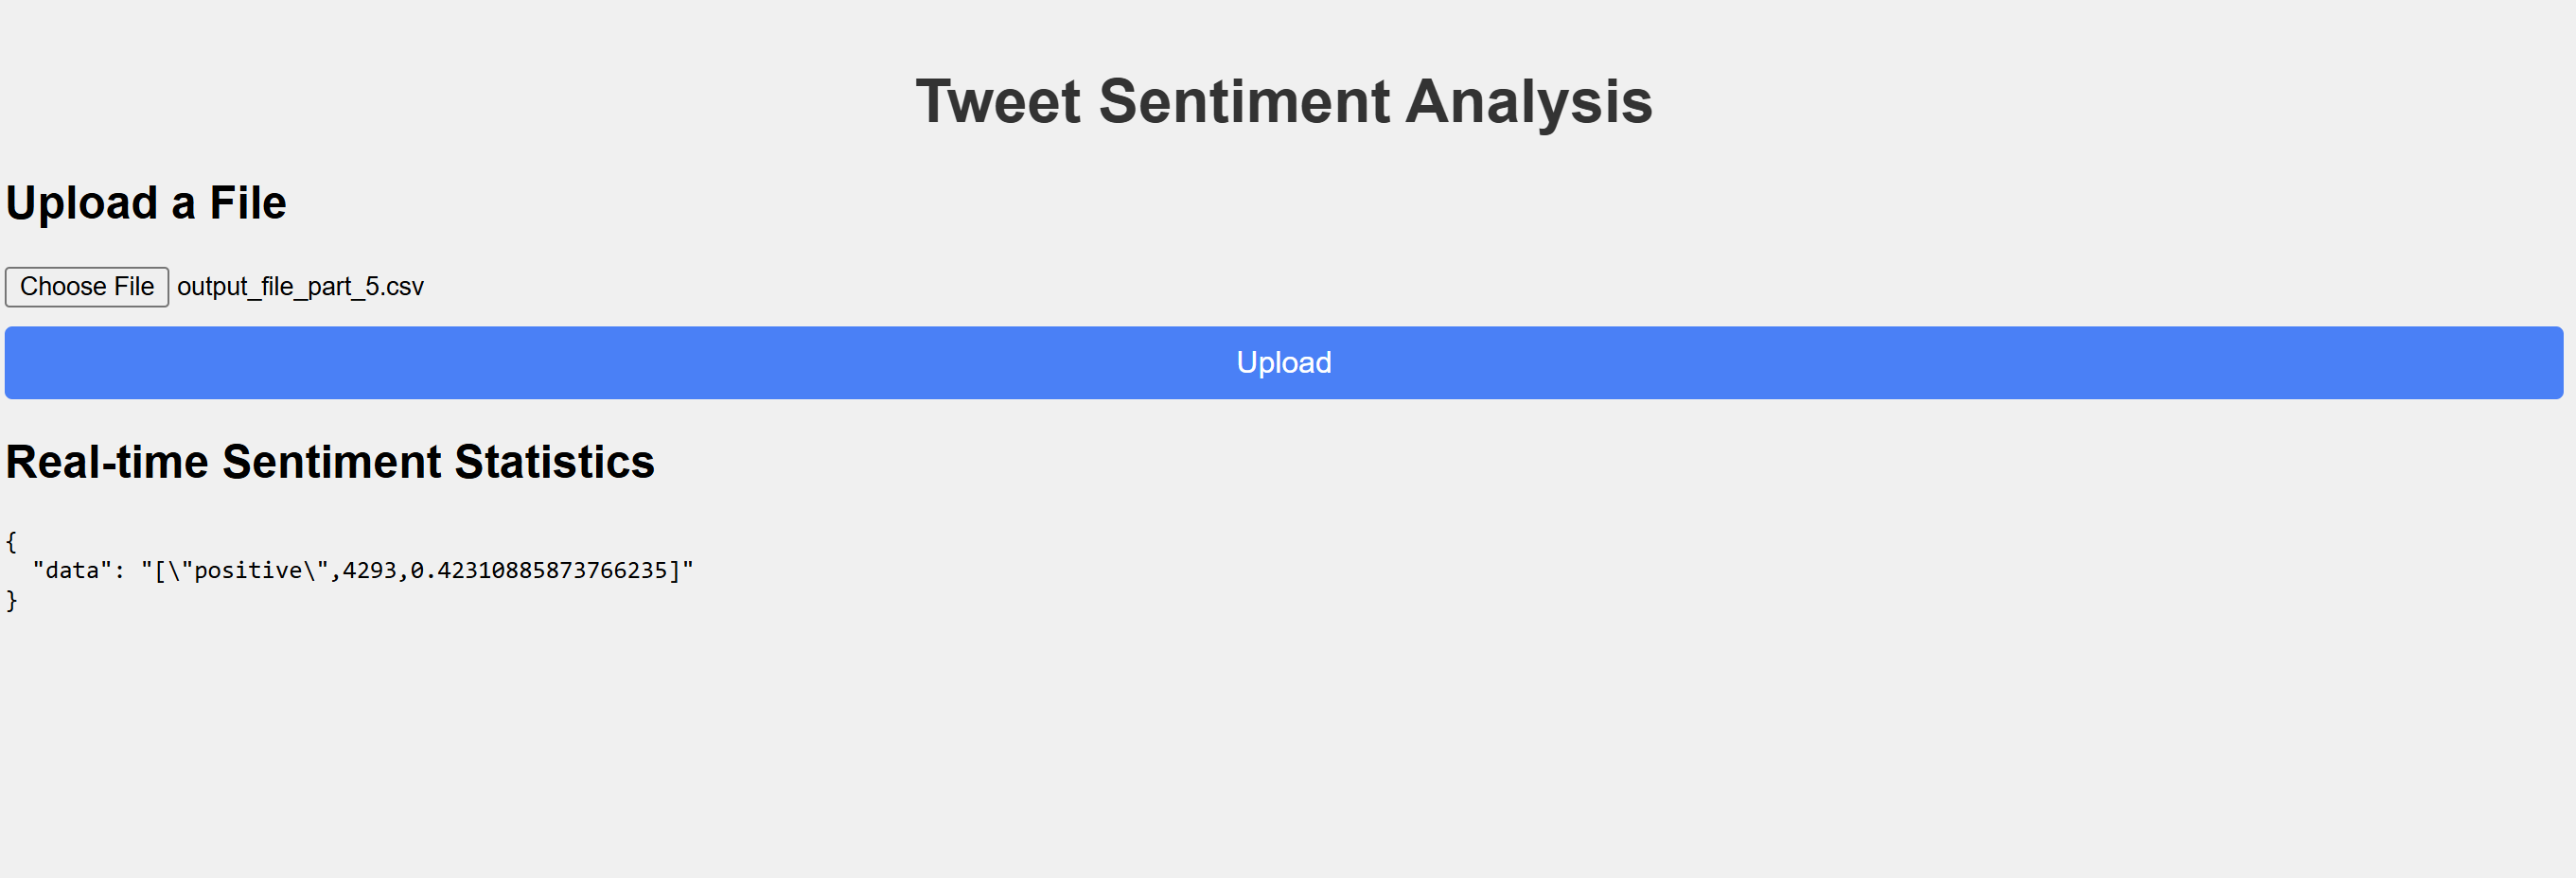 Tweet Sentiment Analysis
Upload a File
Choose File output_file_part_5.csv
Upload
Real-time Sentiment Statistics
{
  "data": "[\"positive\",4293,0.42310885873766235]"
}